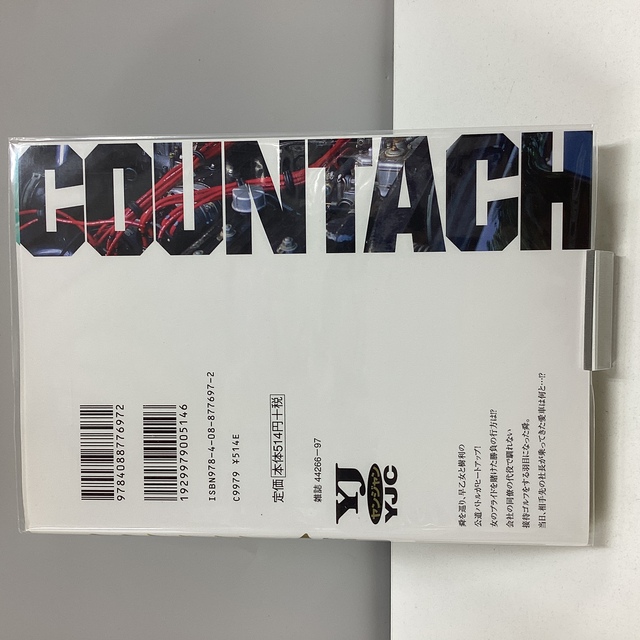 COUNTACH
9784088776972
1929979005146
ISBN978-4-08-877697-2
C9979 ¥514E
定価 本体514円+税
雑誌 44266-97
YJ
ヤングジャンプ
YJC
舜を巡り、早乙女と横利の
公道バトルがヒートアップ!
女のプライドを賭けた勝負の行方は!?
会社の同僚の代役で馴れない
接待ゴルフをする羽目になった舜。
当日、相手先の社長が乗ってきた愛車は何と…!?